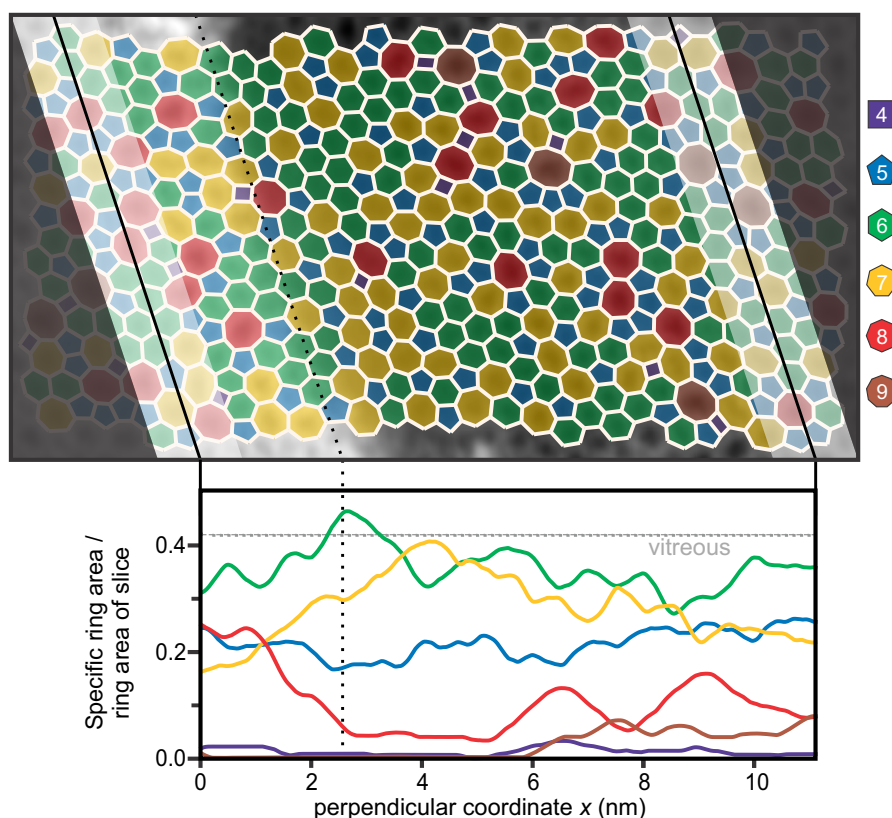 4
5
6
7
8
9
vitreous
0.4
0.2
0.0
Specific ring area /
ring area of slice
0 2 4 6 8 10
perpendicular coordinate x (nm)